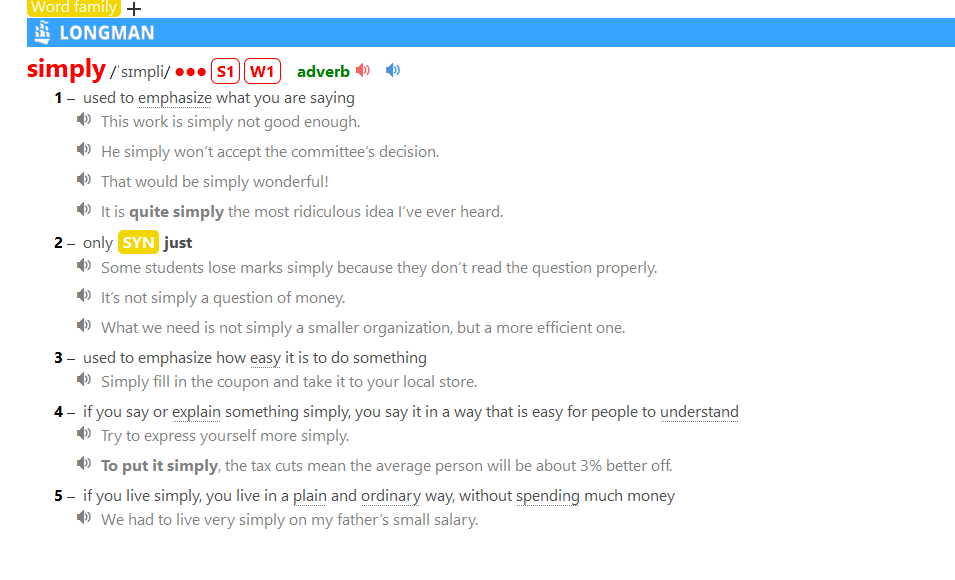 Word family +
LONGMAN
simply /ˈsɪmpli/ ●●● S1 W1 adverb
1 – used to emphasize what you are saying
This work is simply not good enough.
He simply won’t accept the committee’s decision.
That would be simply wonderful!
It is quite simply the most ridiculous idea I’ve ever heard.
2 – only SYN just
Some students lose marks simply because they don’t read the question properly.
It’s not simply a question of money.
What we need is not simply a smaller organization, but a more efficient one.
3 – used to emphasize how easy it is to do something
Simply fill in the coupon and take it to your local store.
4 – if you say or explain something simply, you say it in a way that is easy for people to understand
Try to express yourself more simply.
To put it simply, the tax cuts mean the average person will be about 3% better off.
5 – if you live simply, you live in a plain and ordinary way, without spending much money
We had to live very simply on my father’s small salary.